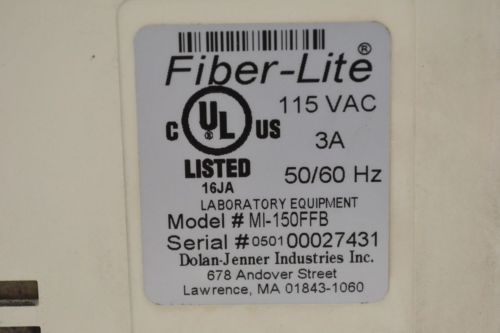 Fiber-Lite®
C UL ® US
LISTED
16JA
115 VAC
3A
50/60 Hz
LABORATORY EQUIPMENT
Model # MI-150FFB
Serial # 0501 00027431
Dolan-Jenner Industries Inc.
678 Andover Street
Lawrence, MA 01843-1060